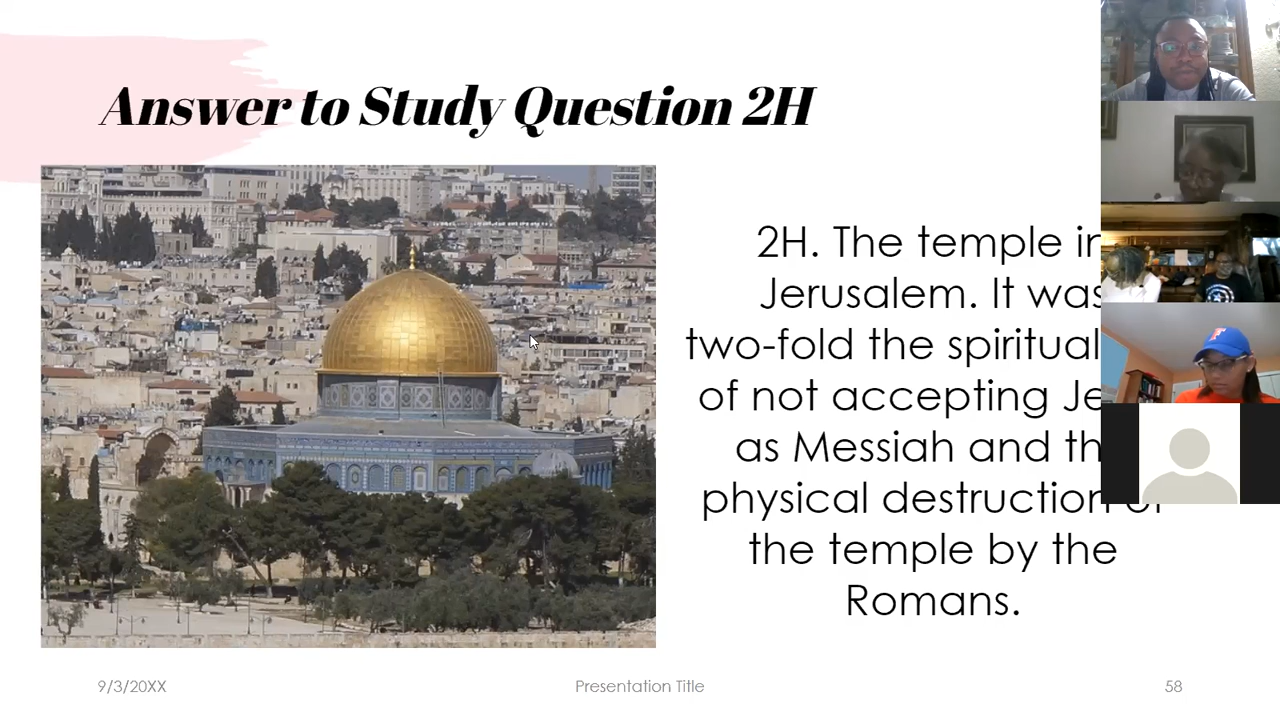 Answer to Study Question 2H
2H. The temple in
Jerusalem. It was
two-fold the spiritual
of not accepting
as Messiah and
physical destruction of
the temple by the
Romans.
9/3/20XX
Presentation Title
58